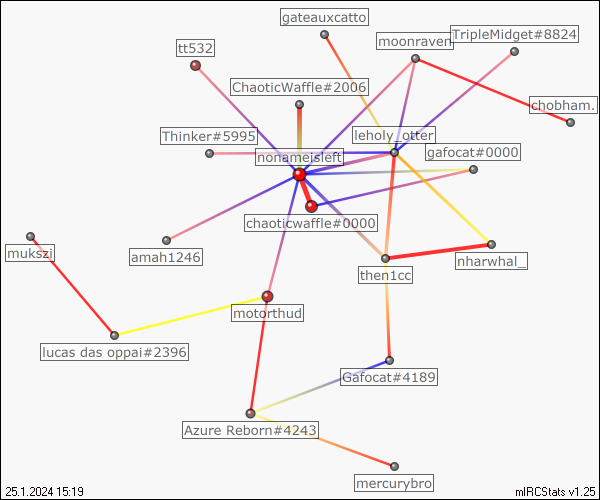 gateauxcatto
TripleMidget#8824
moonraven
tt532
ChaoticWaffle#2006
chobham.
Thinker#5995
leholy_otter
nonameisleft
gafocat#0000
chaoticwaffle#0000
mukszi
amah1246
nharwhal_
then1cc
motorthud
lucas das oppai#2396
Gafocat#4189
Azure Reborn#4243
mercurybro
25.1.2024 15:19
mIRCStats v1.25